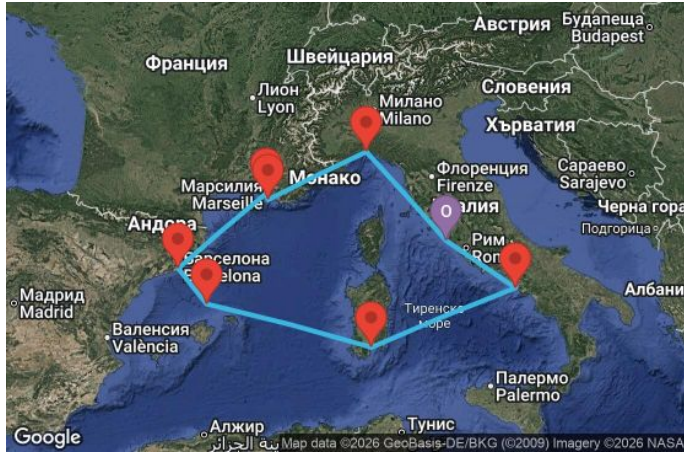 Австрия
Будапеща
Budapest
Швейцария
Франция
Словения
Лион
Lyon
Милано
Milano
Хърватия
Флоренция
Firenze
Сараево
Sarajevo
Монако
Марсилия
Marseille
O
Черна гора
Андора
Подгорица
Рим
Барселона
Мадрид
Madrid
Тиренско
море
Валенсия
València
Палермо
Palermo
Алжир
Тунис
Google
Map data ©2026 GeoBasis-DE/BKG (©2009) Imagery ©2026 NASA